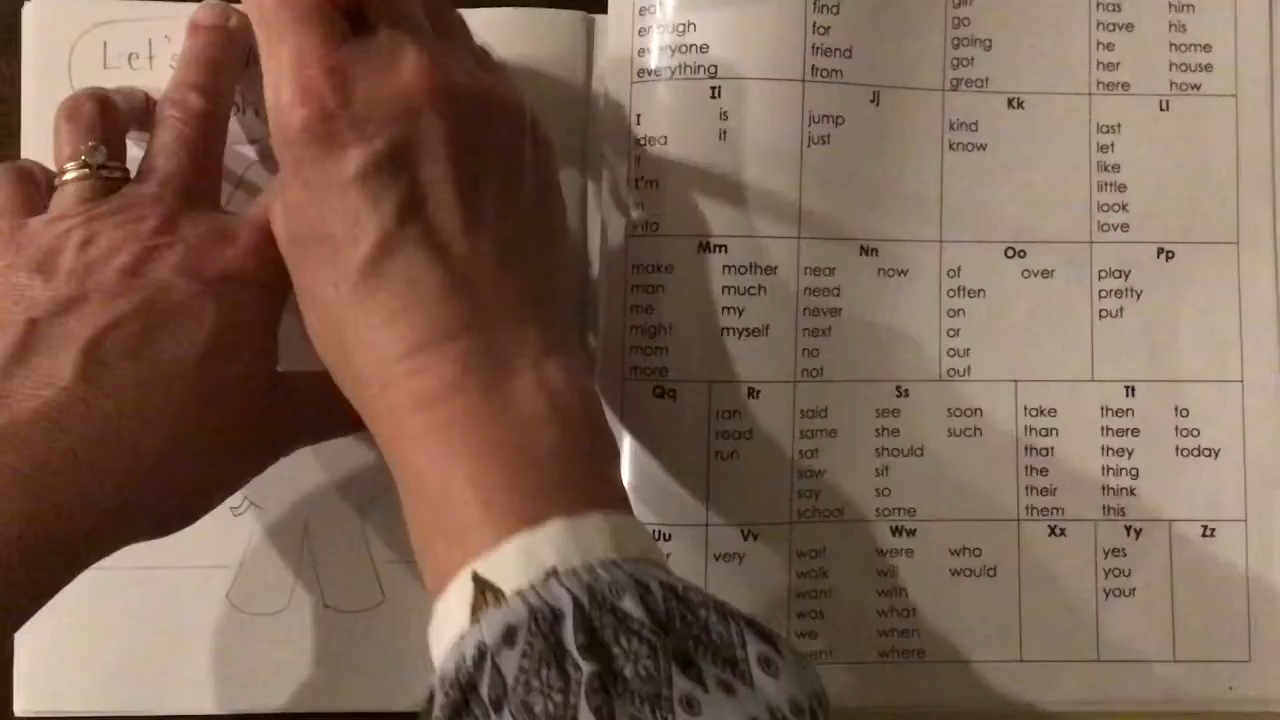 Let's
eat find girl has him
enough for go have his
everyone friend going he home
everything from got her house
great here how
Ii Jj Kk Ll
I is jump kind last
idea it just know let
if like
I'm little
in look
into love
Mm Nn Oo Pp
make mother near now of over play
man much need often pretty
me my never on put
might myself next or
mom no our
more not out
Qq Rr Ss Tt
ran said see soon take then to
read same she such than there too
run sat should that they today
saw sit the thing
say so their think
school some them this
Uu Vv Ww Xx Yy Zz
very wait were who yes
walk will would you
want with your
was what
we when
went where